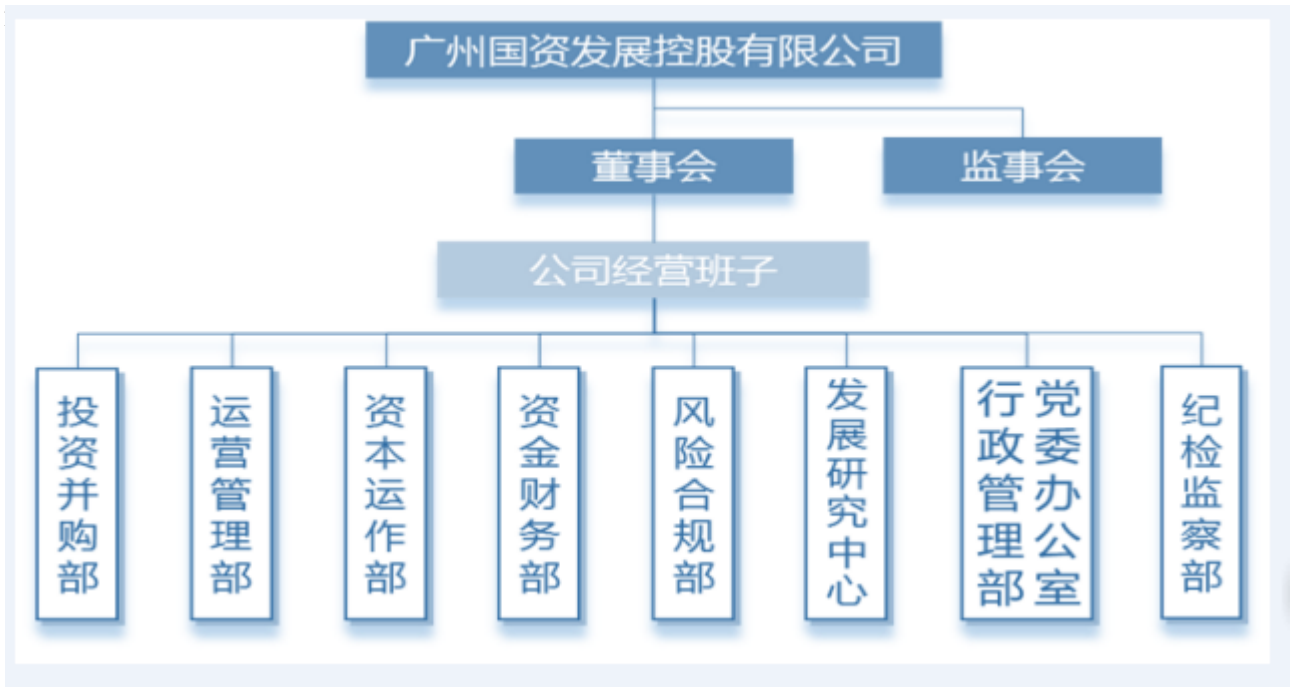 广州国资发展控股有限公司
董事会
监事会
公司经营班子
投资并购部
运营管理部
资本运作部
资金财务部
风险合规部
发展研究中心
党委办公室
行政管理部
纪检监察部